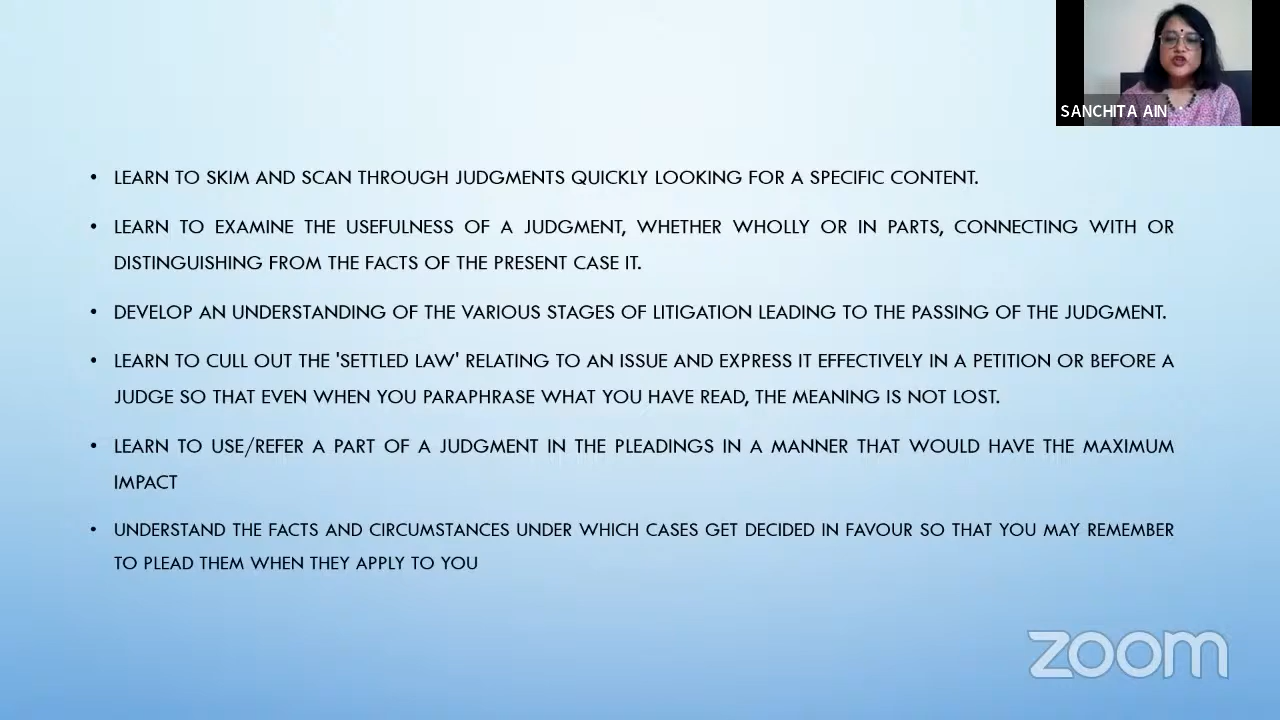 SANCHITA AIN
• LEARN TO SKIM AND SCAN THROUGH JUDGMENTS QUICKLY LOOKING FOR A SPECIFIC CONTENT.
• LEARN TO EXAMINE THE USEFULNESS OF A JUDGMENT, WHETHER WHOLLY OR IN PARTS, CONNECTING WITH OR
DISTINGUISHING FROM THE FACTS OF THE PRESENT CASE IT.
• DEVELOP AN UNDERSTANDING OF THE VARIOUS STAGES OF LITIGATION LEADING TO THE PASSING OF THE JUDGMENT.
• LEARN TO CULL OUT THE 'SETTLED LAW' RELATING TO AN ISSUE AND EXPRESS IT EFFECTIVELY IN A PETITION OR BEFORE A
JUDGE SO THAT EVEN WHEN YOU PARAPHRASE WHAT YOU HAVE READ, THE MEANING IS NOT LOST.
• LEARN TO USE/REFER A PART OF A JUDGMENT IN THE PLEADINGS IN A MANNER THAT WOULD HAVE THE MAXIMUM
IMPACT
• UNDERSTAND THE FACTS AND CIRCUMSTANCES UNDER WHICH CASES GET DECIDED IN FAVOUR SO THAT YOU MAY REMEMBER
TO PLEAD THEM WHEN THEY APPLY TO YOU
zoom